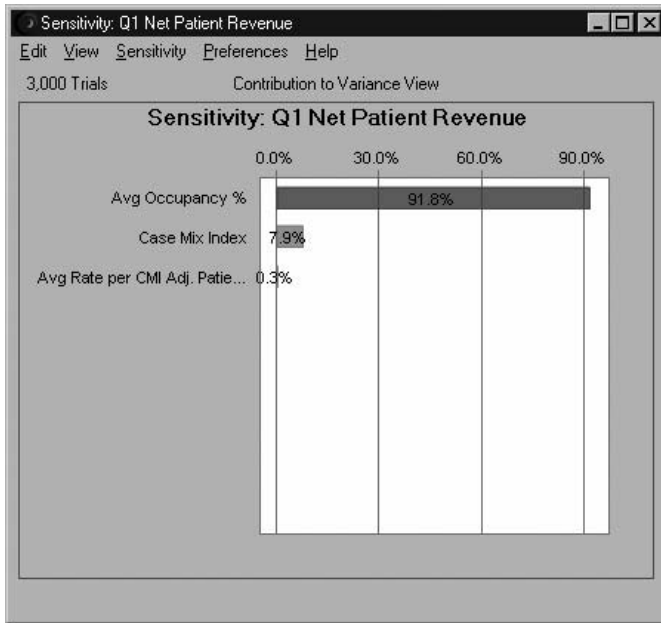 Sensitivity: Q1 Net Patient Revenue
Edit View Sensitivity Preferences Help
3,000 Trials Contribution to Variance View
Sensitivity: Q1 Net Patient Revenue
0.0% 30.0% 60.0% 90.0%
Avg Occupancy % 91.8%
Case Mix Index 7.9%
Avg Rate per CMI Adj. Patie... 0.3%